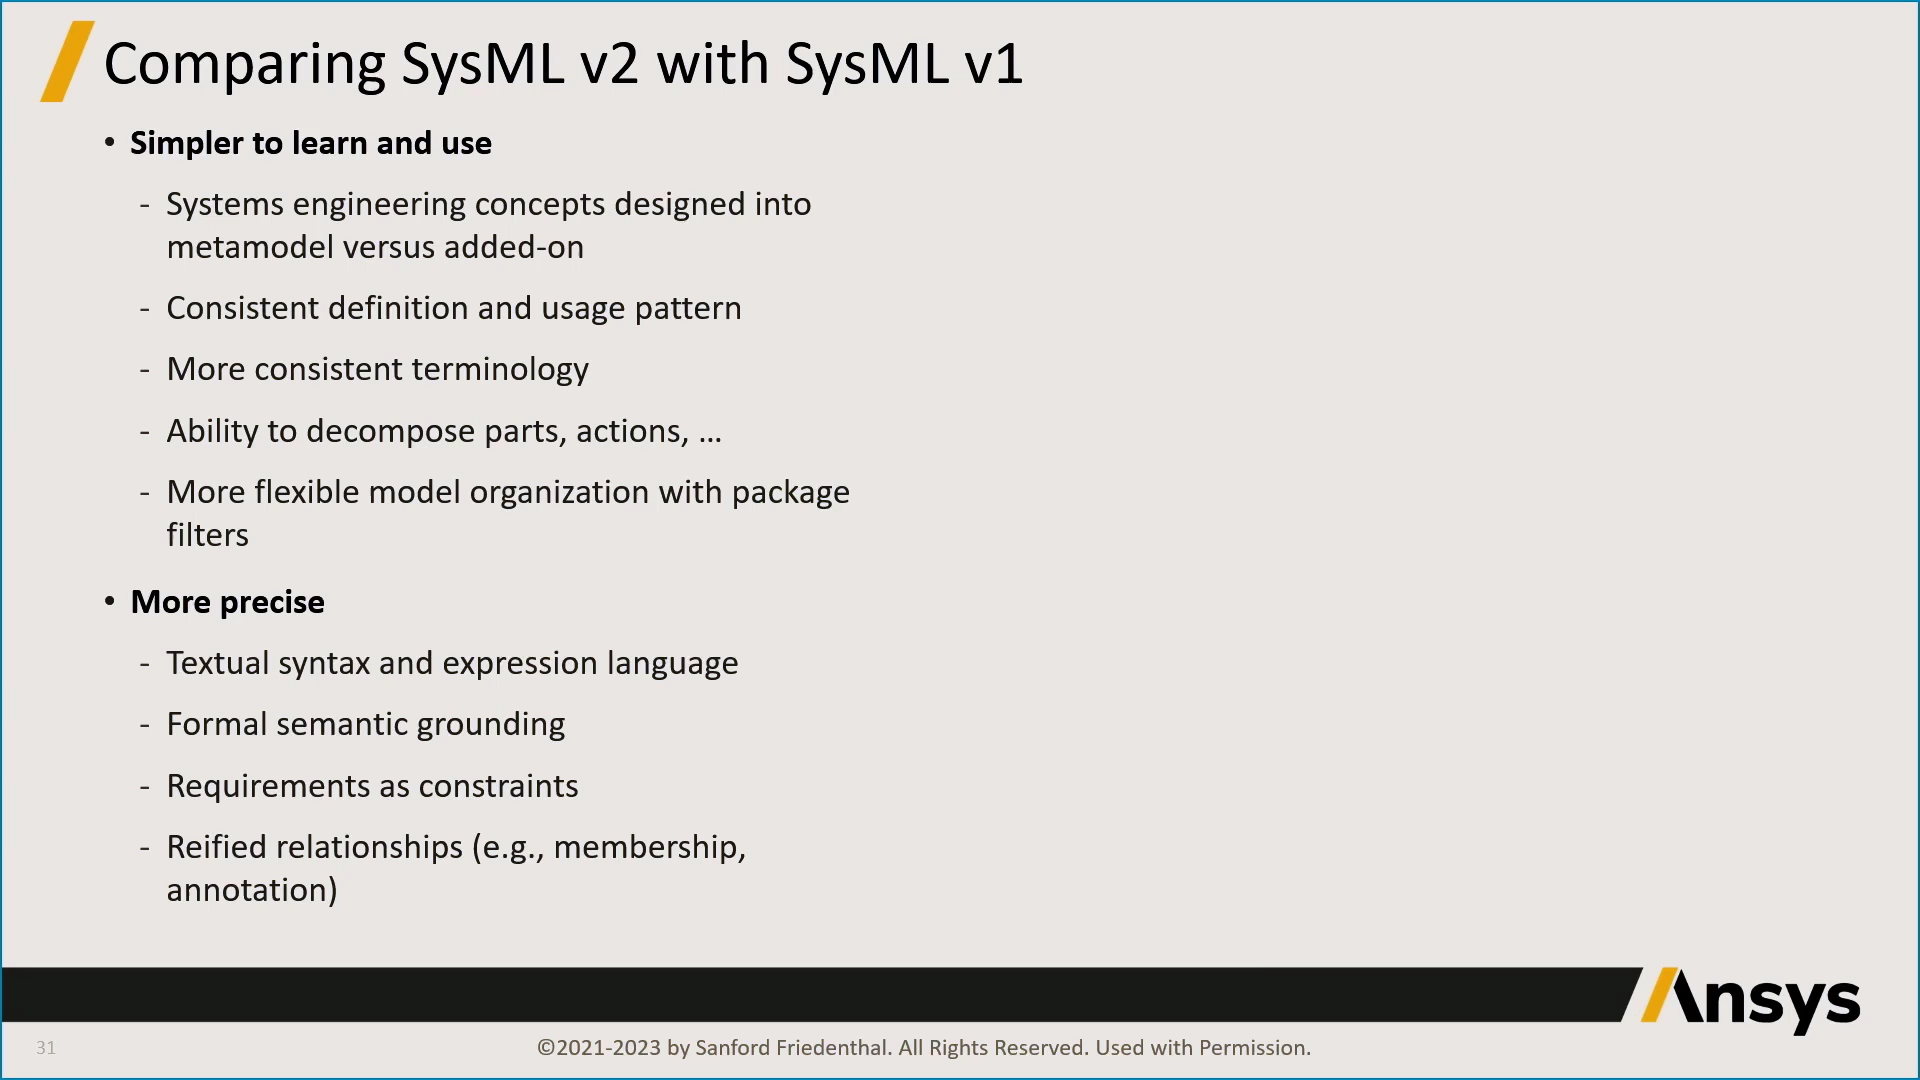 Comparing SysML v2 with SysML v1
• Simpler to learn and use
- Systems engineering concepts designed into
metamodel versus added-on
- Consistent definition and usage pattern
- More consistent terminology
- Ability to decompose parts, actions, …
- More flexible model organization with package
filters
• More precise
- Textual syntax and expression language
- Formal semantic grounding
- Requirements as constraints
- Reified relationships (e.g., membership,
annotation)
Ansys
31
©2021-2023 by Sanford Friedenthal. All Rights Reserved. Used with Permission.